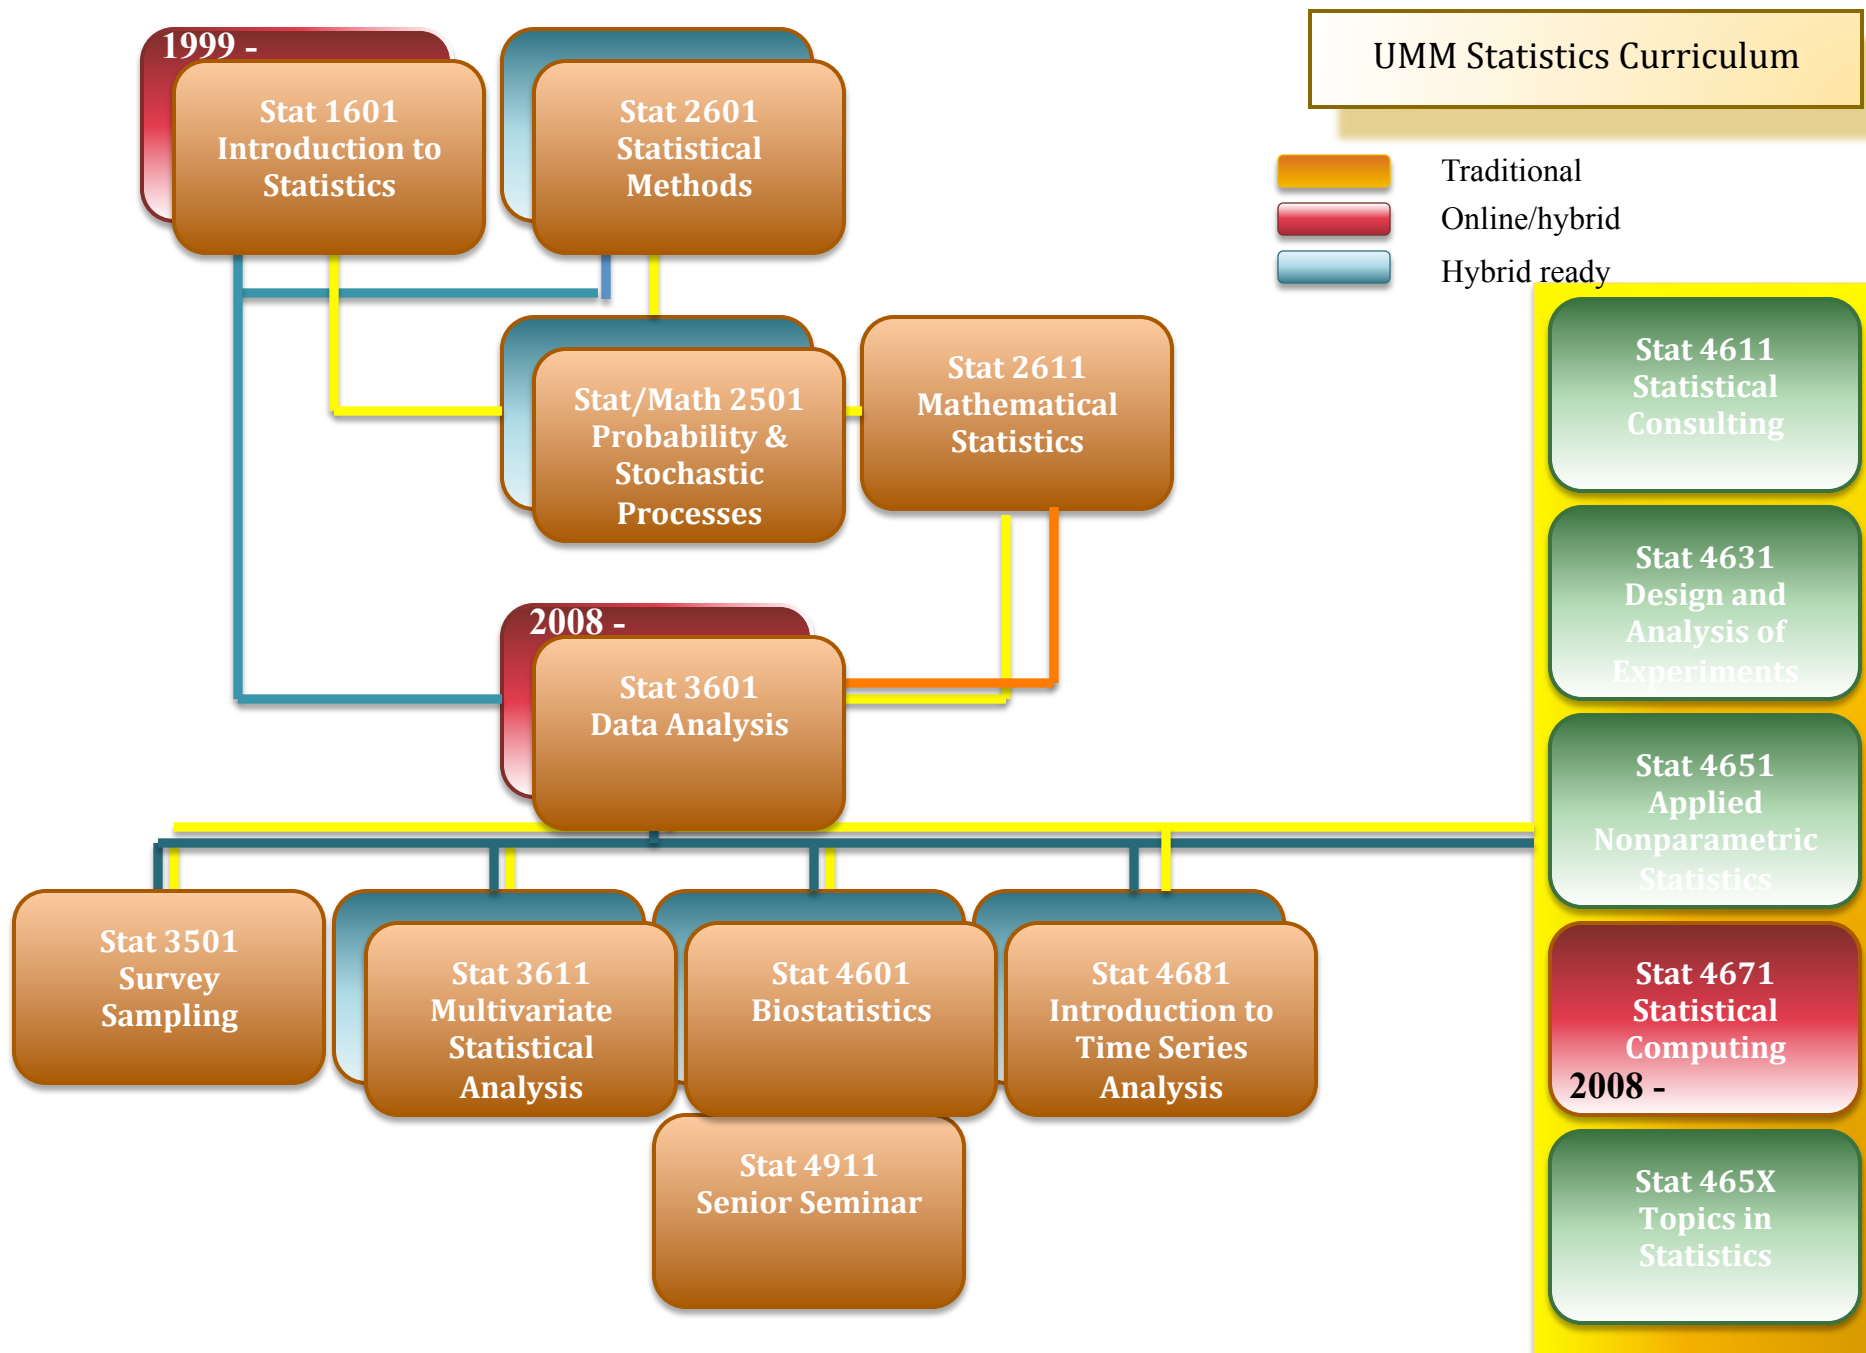 1999 -
Stat 1601
Introduction to
Statistics
Stat 2601
Statistical
Methods
UMM Statistics Curriculum
Traditional
Online/hybrid
Hybrid ready
Stat/Math 2501
Probability &
Stochastic
Processes
Stat 2611
Mathematical
Statistics
2008 -
Stat 3601
Data Analysis
Stat 3501
Survey
Sampling
Stat 3611
Multivariate
Statistical
Analysis
Stat 4601
Biostatistics
Stat 4681
Introduction to
Time Series
Analysis
Stat 4911
Senior Seminar
Stat 4611
Statistical
Consulting
Stat 4631
Design and
Analysis of
Experiments
Stat 4651
Applied
Nonparametric
Statistics
Stat 4671
Statistical
Computing
2008 -
Stat 465X
Topics in
Statistics